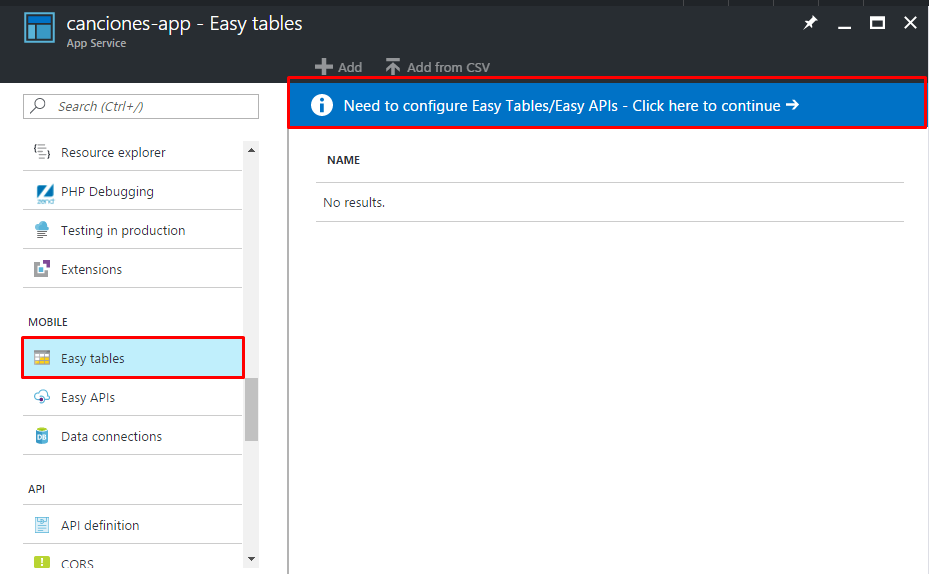 canciones-app - Easy tables
App Service
Add
Add from CSV
Search (Ctrl+/)
Need to configure Easy Tables/Easy APIs - Click here to continue →
Resource explorer
PHP Debugging
Testing in production
Extensions
MOBILE
Easy tables
Easy APIs
Data connections
API
API definition
CORS
NAME
No results.